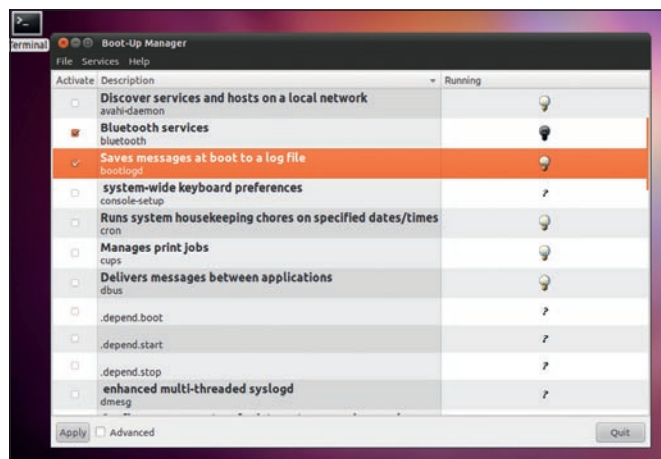 >_
Terminal
Boot-Up Manager
File Services Help
Activate Description Running
Discover services and hosts on a local network
avahi-daemon
Bluetooth services
bluetooth
Saves messages at boot to a log file
bootlogd
system-wide keyboard preferences
console-setup
?
Runs system housekeeping chores on specified dates/times
cron
Manages print jobs
cups
Delivers messages between applications
dbus
.depend.boot
?
.depend.start
?
.depend.stop
?
enhanced multi-threaded syslogd
dmesg
?
Apply Advanced Quit